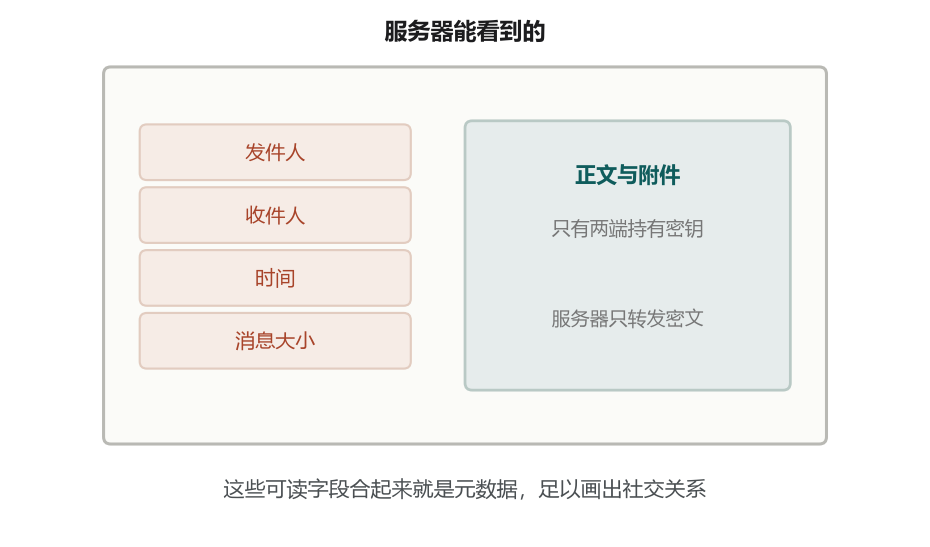 服务器能看到的
发件人
收件人
时间
消息大小
正文与附件
只有两端持有密钥
服务器只转发密文
这些可读字段合起来就是元数据，足以画出社交关系